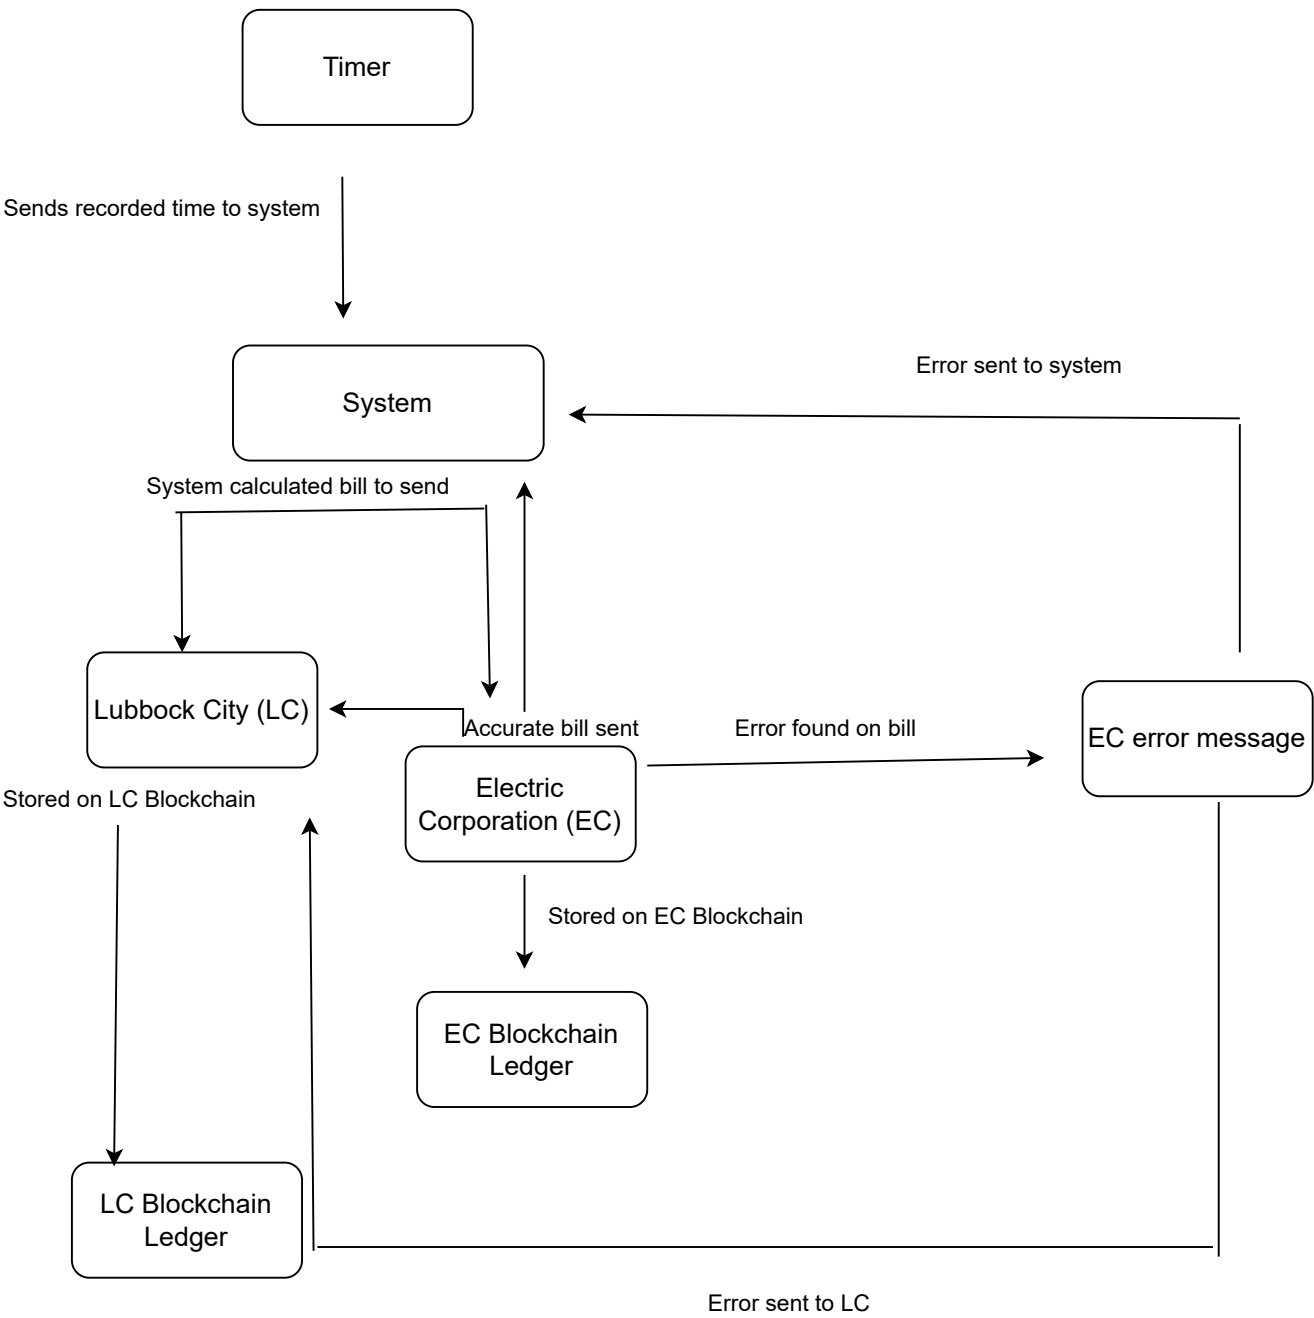 Timer
Sends recorded time to system
Error sent to system
System
System calculated bill to send
Lubbock City (LC)
Accurate bill sent
Error found on bill
EC error message
Electric
Corporation (EC)
Stored on LC Blockchain
Stored on EC Blockchain
EC Blockchain
Ledger
LC Blockchain
Ledger
Error sent to LC